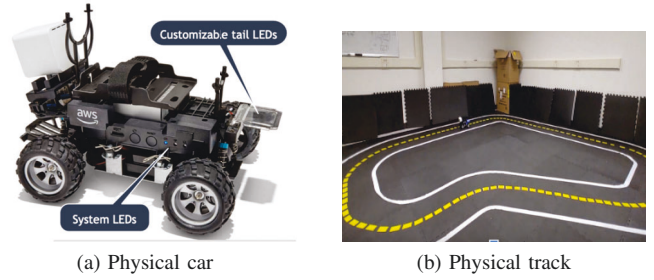 Customizable tail LEDs
aws
System LEDs
(a) Physical car
(b) Physical track